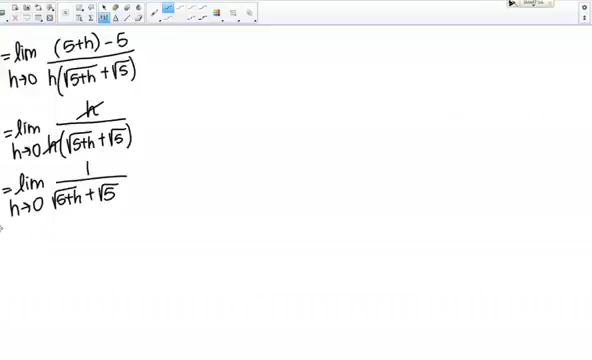 = lim h→0 (5+h) - 5 / h(√5+h + √5)
= lim h→0 h / h(√5+h + √5)
= lim h→0 1 / √5+h + √5